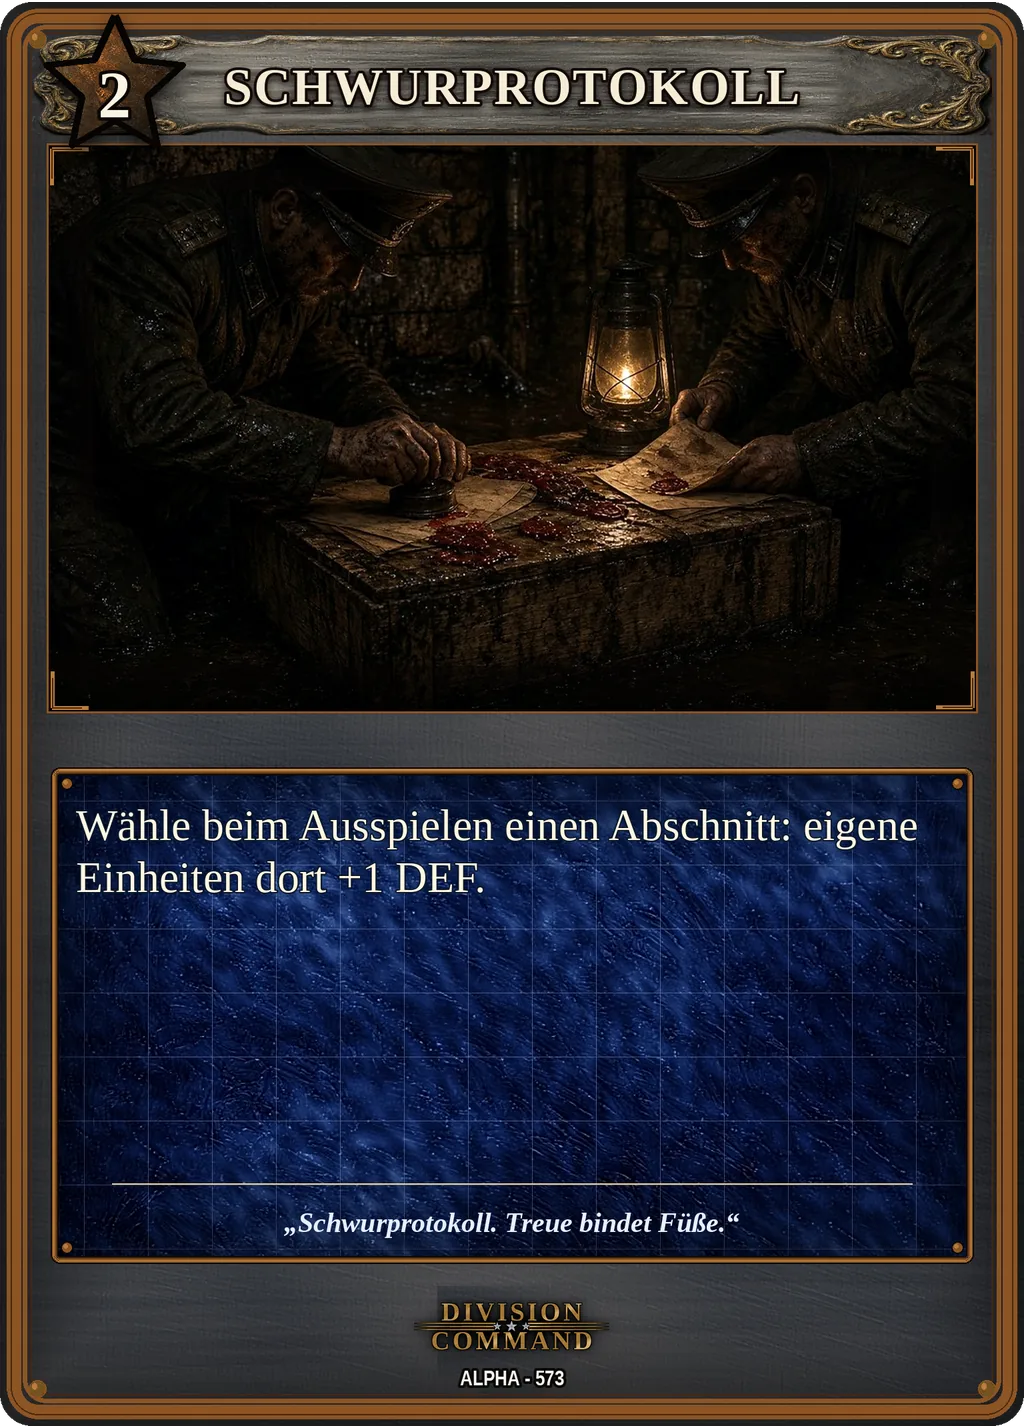 2
SCHWURPROTOKOLL
Wähle beim Ausspielen einen Abschnitt: eigene
Einheiten dort +1 DEF.
„Schwurprotokoll. Treue bindet Füße.“
DIVISION
COMMAND
ALPHA - 573